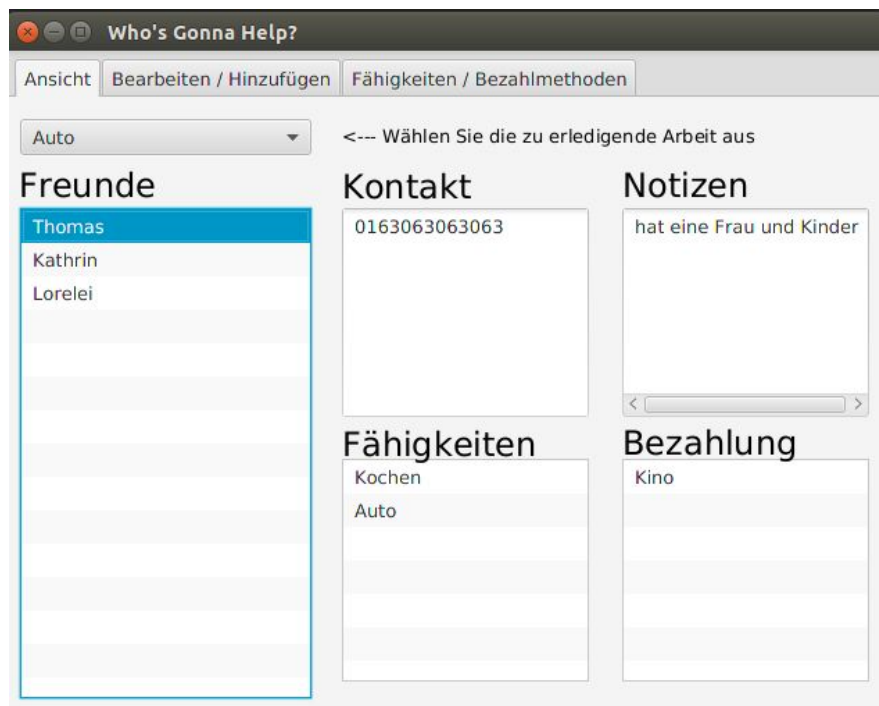 Who's Gonna Help?
Ansicht Bearbeiten / Hinzufügen Fähigkeiten / Bezahlmethoden
Auto <--- Wählen Sie die zu erledigende Arbeit aus
Freunde
Thomas
Kathrin
Lorelei
Kontakt
0163063063063
Notizen
hat eine Frau und Kinder
Fähigkeiten
Kochen
Auto
Bezahlung
Kino